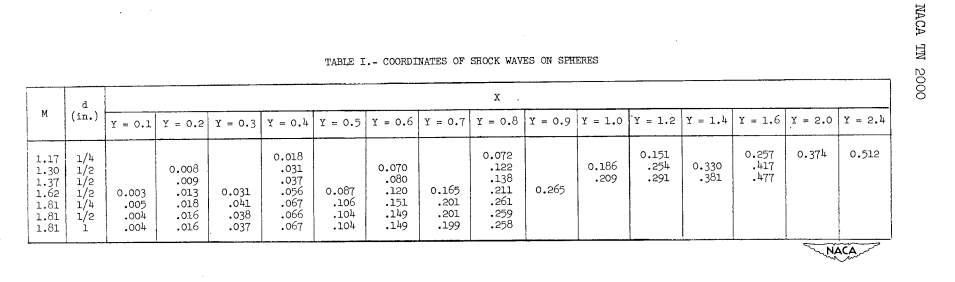 NACA TN 2000
TABLE I.- COORDINATES OF SHOCK WAVES ON SPHERES
M d (in.) X
Y = 0.1 Y = 0.2 Y = 0.3 Y = 0.4 Y = 0.5 Y = 0.6 Y = 0.7 Y = 0.8 Y = 0.9 Y = 1.0 Y = 1.2 Y = 1.4 Y = 1.6 Y = 2.0 Y = 2.4
1.17 1/4 0.018 0.072 0.151 0.257 0.374 0.512
1.30 1/2 0.008 .031 0.070 .122 0.186 .254 0.330 .417
1.37 1/2 .009 .037 .080 .138 .209 .291 .381 .477
1.62 1/2 0.003 .013 0.031 .056 0.087 .120 0.165 .211 0.265
1.81 1/4 .005 .018 .041 .067 .106 .151 .201 .261
1.81 1/2 .004 .016 .038 .066 .104 .149 .201 .259
1.81 1 .004 .016 .037 .067 .104 .149 .199 .258
NACA